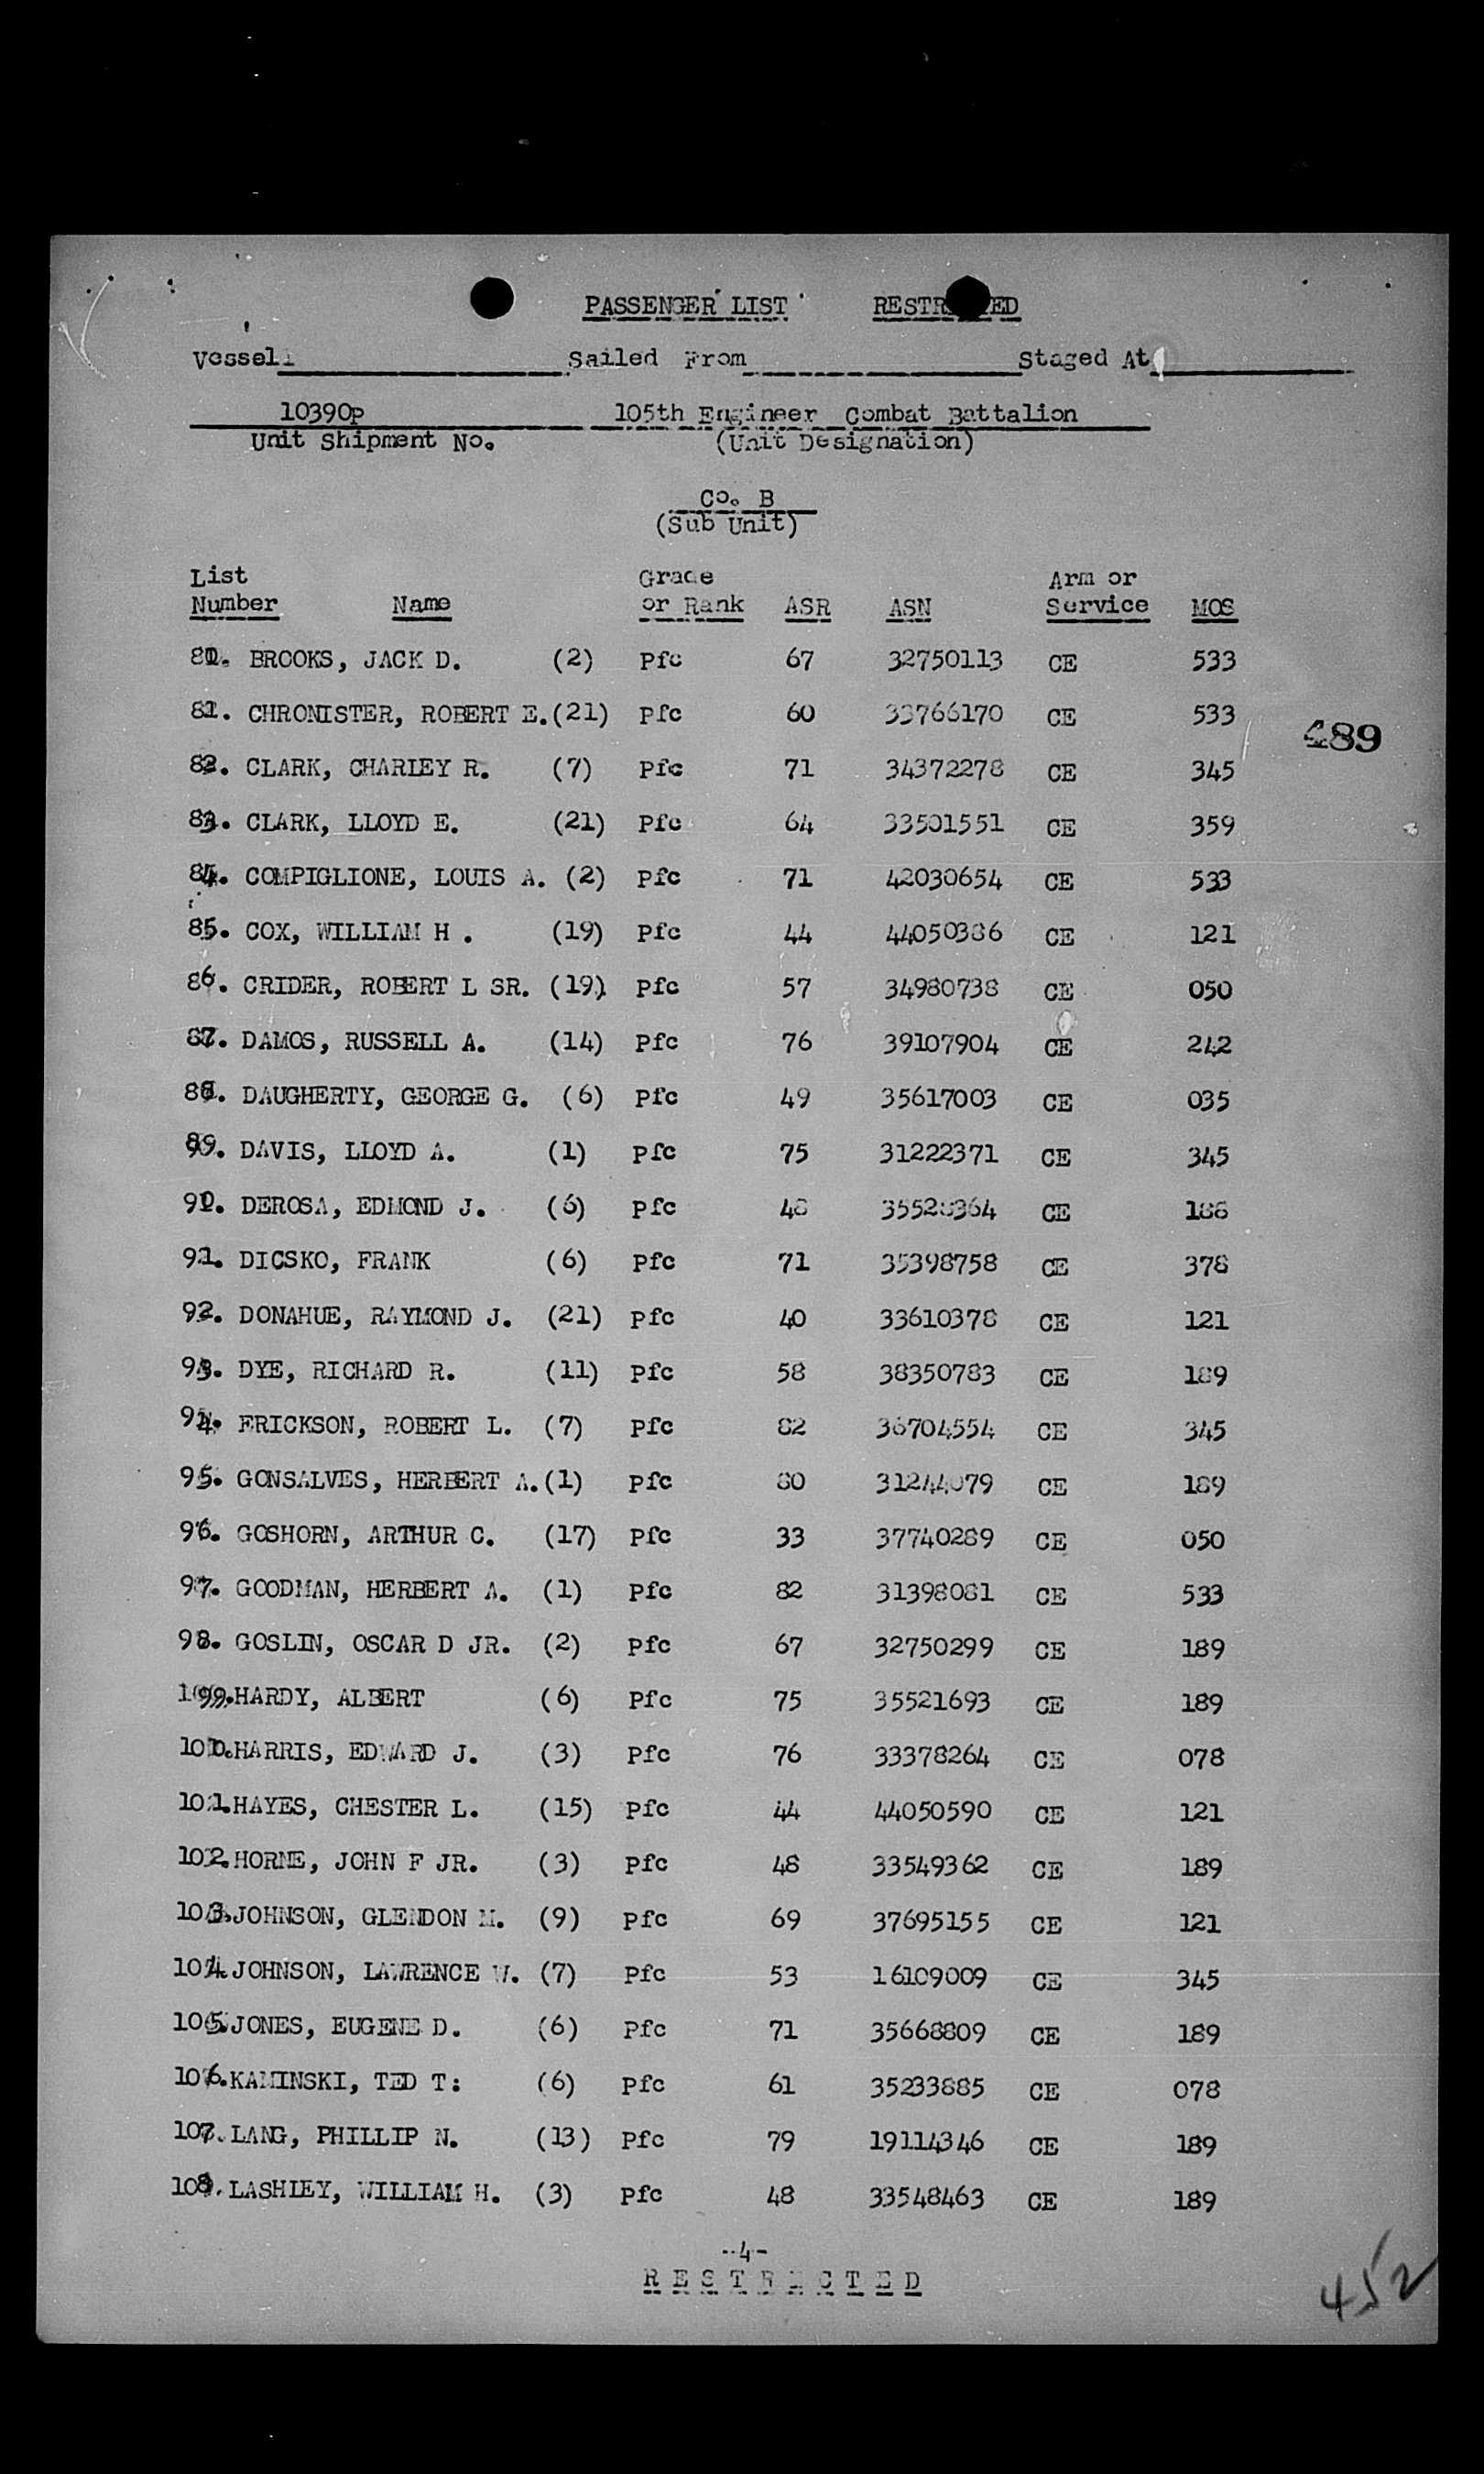 PASSENGER LIST RESTR ED
Vessel Sailed From Staged At
10390p 105th Engineer Combat Battalion
Unit Shipment No. (Unit Designation)
Co. B
(Sub Unit)
List Grade Arm or
Number Name or Rank ASR ASN Service MOS
80. BROOKS, JACK D. (2) Pfc 67 32750113 CE 533
81. CHRONISTER, ROBERT E. (21) Pfc 60 33766170 CE 533
489
82. CLARK, CHARLEY R. (7) Pfc 71 34372278 CE 345
83. CLARK, LLOYD E. (21) Pfc 64 33501551 CE 359
84. COMPIGLIONE, LOUIS A. (2) Pfc 71 42030654 CE 533
85. COX, WILLIAM H . (19) Pfc 44 44050386 CE 121
86. CRIDER, ROBERT L SR. (19) Pfc 57 34980738 CE 050
87. DAMOS, RUSSELL A. (14) Pfc 76 39107904 CE 242
88. DAUGHERTY, GEORGE G. (6) Pfc 49 35617003 CE 035
89. DAVIS, LLOYD A. (1) Pfc 75 31222371 CE 345
90. DEROSA, EDMOND J. (6) Pfc 48 35528364 CE 188
91. DICSKO, FRANK (6) Pfc 71 35398758 CE 378
92. DONAHUE, RAYMOND J. (21) Pfc 40 33610378 CE 121
93. DYE, RICHARD R. (11) Pfc 58 38350783 CE 189
94. ERICKSON, ROBERT L. (7) Pfc 82 36704554 CE 345
95. GONSALVES, HERBERT A. (1) Pfc 80 31244079 CE 189
96. GOSHORN, ARTHUR C. (17) Pfc 33 37740289 CE 050
97. GOODMAN, HERBERT A. (1) Pfc 82 31398081 CE 533
98. GOSLIN, OSCAR D JR. (2) Pfc 67 32750299 CE 189
99. HARDY, ALBERT (6) Pfc 75 35521693 CE 189
100. HARRIS, EDWARD J. (3) Pfc 76 33378264 CE 078
101. HAYES, CHESTER L. (15) Pfc 44 44050590 CE 121
102. HORNE, JOHN F JR. (3) Pfc 48 33549362 CE 189
103. JOHNSON, GLENDON M. (9) Pfc 69 37695155 CE 121
104. JOHNSON, LAWRENCE W. (7) Pfc 53 16109009 CE 345
105. JONES, EUGENE D. (6) Pfc 71 35668809 CE 189
106. KAMINSKI, TED T: (6) Pfc 61 35233885 CE 078
107. LANG, PHILLIP N. (13) Pfc 79 19114346 CE 189
108. LASHLEY, WILLIAM H. (3) Pfc 48 33548463 CE 189
-4-
RESTRICTED
452